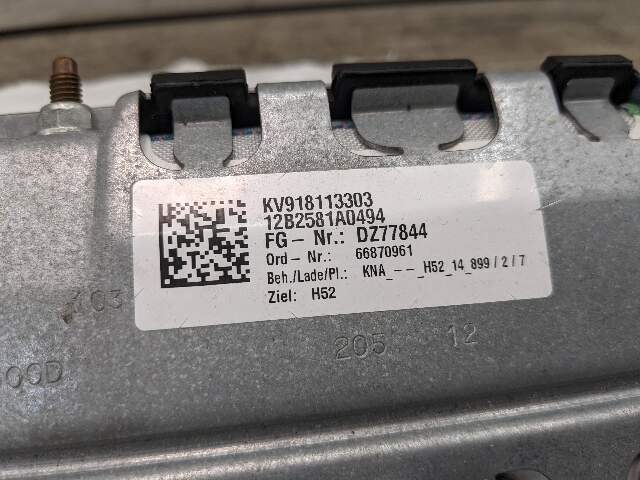 KV918113303
12B2581A0494
FG - Nr.: DZ77844
Ord - Nr.: 66870961
Beh./Lade/Pl.: KNA_ - - _H52_14_899 / 2 / 7
Ziel: H52
205 12